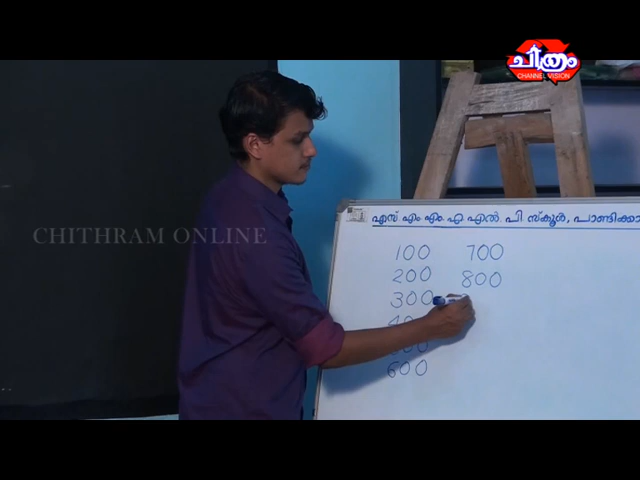 ചിത്രം
CHANNEL VISION
CHITHRAM ONLINE
എസ് എം എം. എ എൽ. പി സ്കൂൾ, പാണ്ടിക്കാ
100 700
200 800
300
600